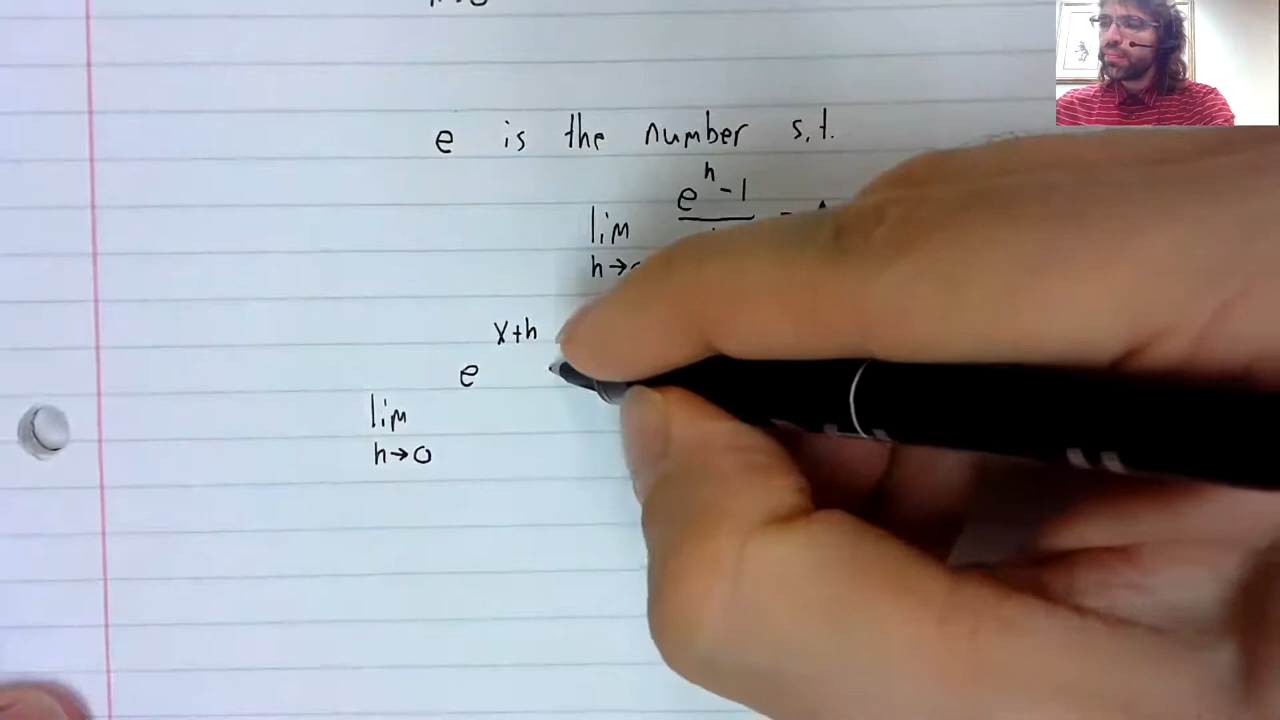 e is the number s.t.
e^h - 1
lim
h→
x+h
e
lim
h→0